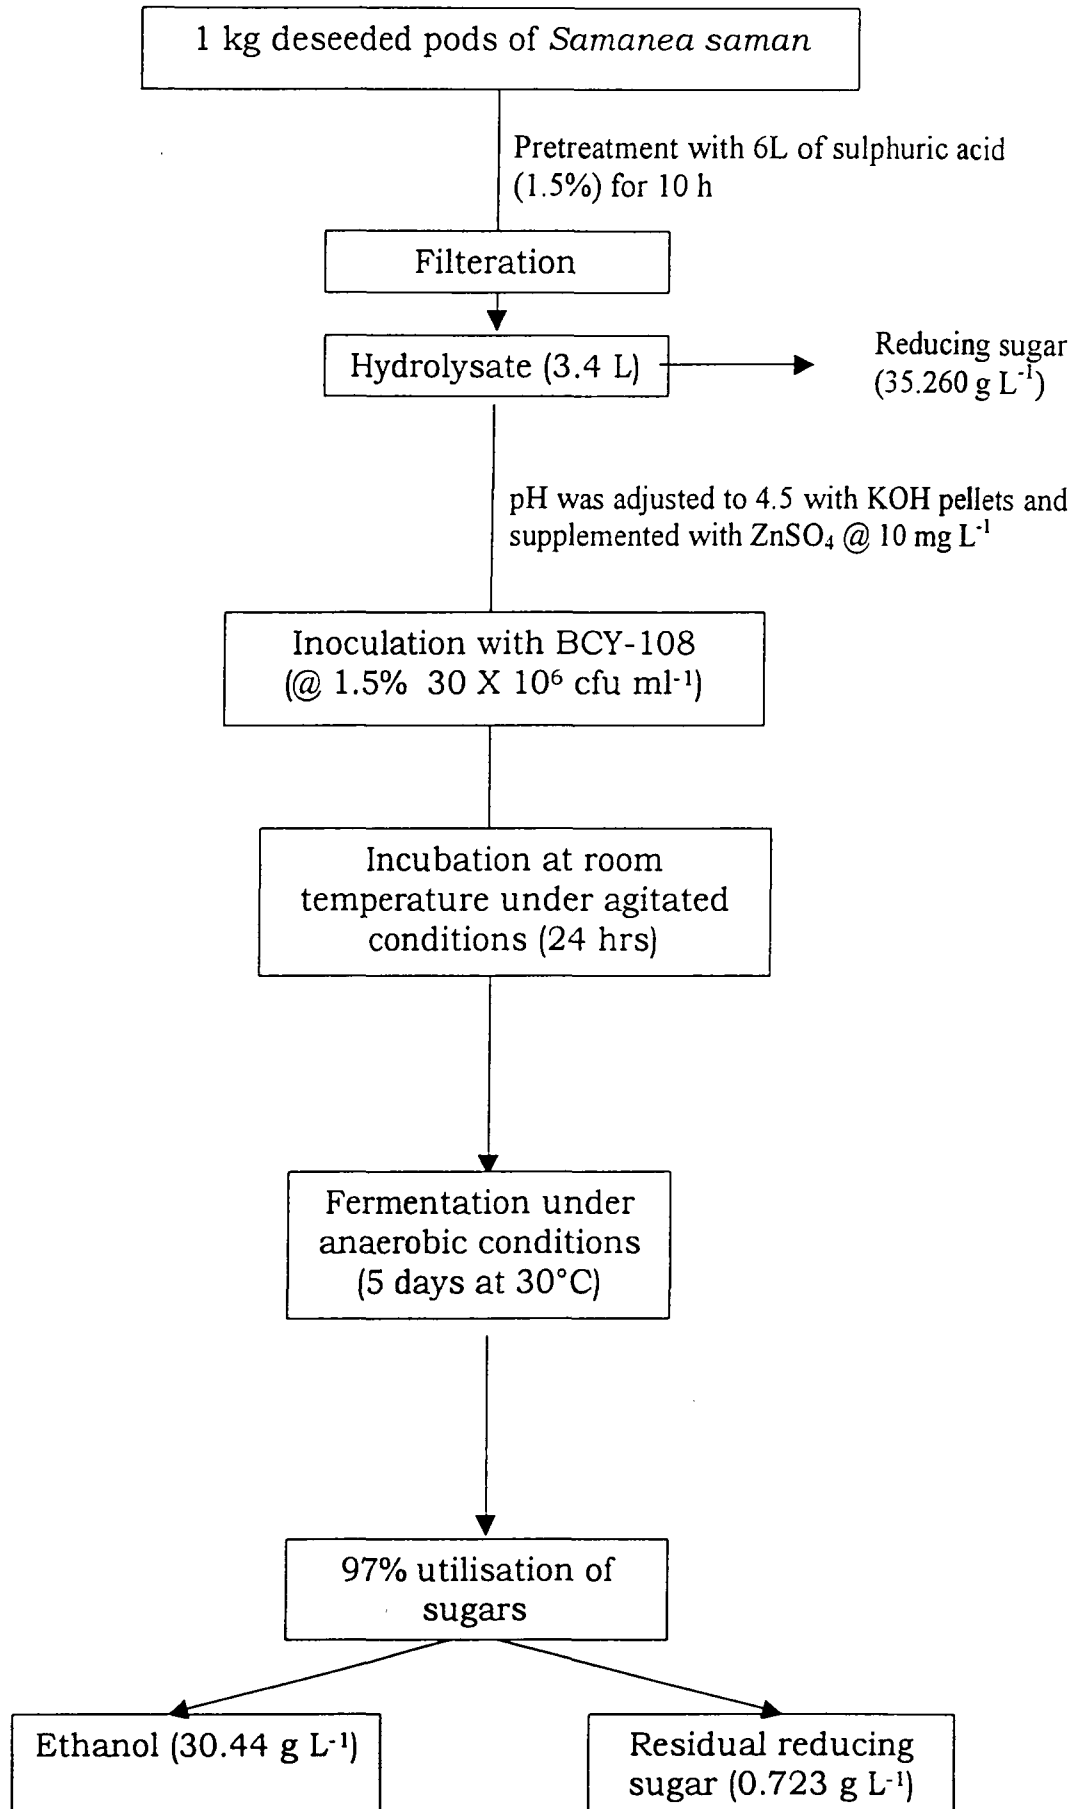 1 kg deseeded pods of Samanea saman
Pretreatment with 6L of sulphuric acid
(1.5%) for 10 h
Filteration
Hydrolysate (3.4 L)
Reducing sugar
(35.260 g L⁻¹)
pH was adjusted to 4.5 with KOH pellets and
supplemented with ZnSO₄ @ 10 mg L⁻¹
Inoculation with BCY-108
(@ 1.5% 30 X 10⁶ cfu ml⁻¹)
Incubation at room
temperature under agitated
conditions (24 hrs)
Fermentation under
anaerobic conditions
(5 days at 30°C)
97% utilisation of
sugars
Ethanol (30.44 g L⁻¹)
Residual reducing
sugar (0.723 g L⁻¹)